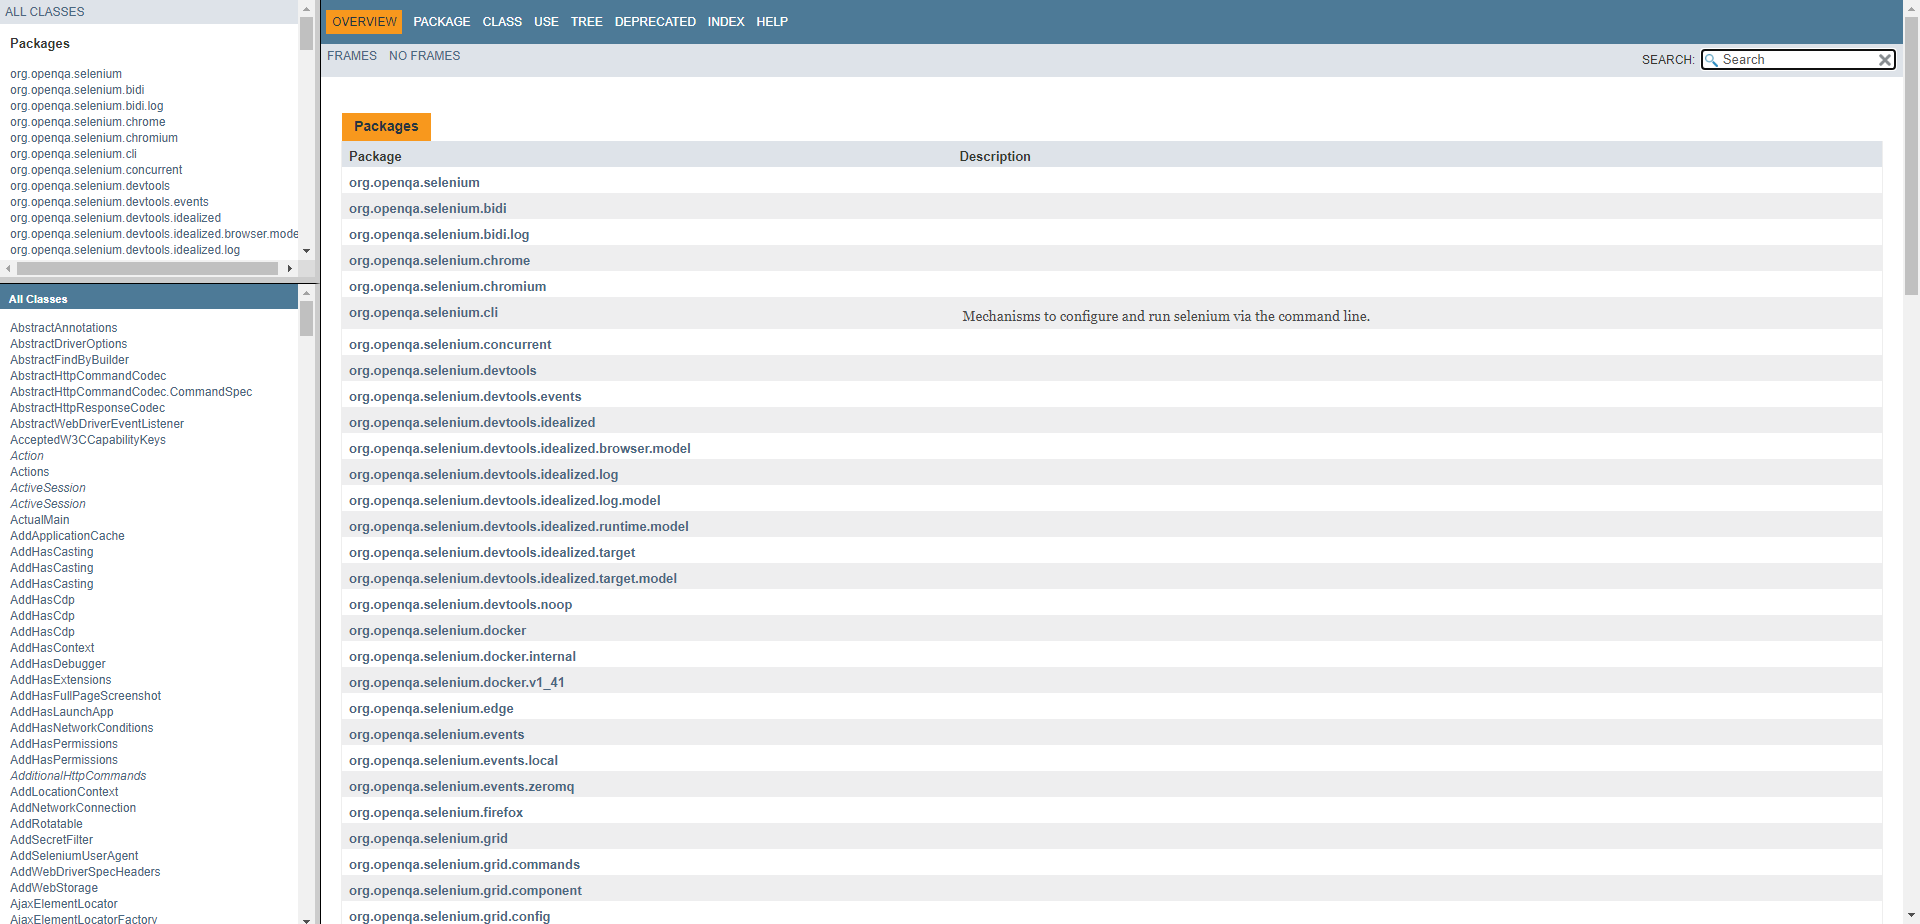 ALL CLASSES
Packages
org.openqa.selenium
org.openqa.selenium.bidi
org.openqa.selenium.bidi.log
org.openqa.selenium.chrome
org.openqa.selenium.chromium
org.openqa.selenium.cli
org.openqa.selenium.concurrent
org.openqa.selenium.devtools
org.openqa.selenium.devtools.events
org.openqa.selenium.devtools.idealized
org.openqa.selenium.devtools.idealized.browser.mode
org.openqa.selenium.devtools.idealized.log
All Classes
AbstractAnnotations
AbstractDriverOptions
AbstractFindByBuilder
AbstractHttpCommandCodec
AbstractHttpCommandCodec.CommandSpec
AbstractHttpResponseCodec
AbstractWebDriverEventListener
AcceptedW3CCapabilityKeys
Action
Actions
ActiveSession
ActiveSession
ActualMain
AddApplicationCache
AddHasCasting
AddHasCasting
AddHasCasting
AddHasCdp
AddHasCdp
AddHasCdp
AddHasContext
AddHasDebugger
AddHasExtensions
AddHasFullPageScreenshot
AddHasLaunchApp
AddHasNetworkConditions
AddHasPermissions
AddHasPermissions
AdditionalHttpCommands
AddLocationContext
AddNetworkConnection
AddRotatable
AddSecretFilter
AddSeleniumUserAgent
AddWebDriverSpecHeaders
AddWebStorage
AjaxElementLocator
AjaxElementLocatorFactory
OVERVIEW PACKAGE CLASS USE TREE DEPRECATED INDEX HELP
FRAMES NO FRAMES
SEARCH: Search
Packages
Package Description
org.openqa.selenium
org.openqa.selenium.bidi
org.openqa.selenium.bidi.log
org.openqa.selenium.chrome
org.openqa.selenium.chromium
org.openqa.selenium.cli Mechanisms to configure and run selenium via the command line.
org.openqa.selenium.concurrent
org.openqa.selenium.devtools
org.openqa.selenium.devtools.events
org.openqa.selenium.devtools.idealized
org.openqa.selenium.devtools.idealized.browser.model
org.openqa.selenium.devtools.idealized.log
org.openqa.selenium.devtools.idealized.log.model
org.openqa.selenium.devtools.idealized.runtime.model
org.openqa.selenium.devtools.idealized.target
org.openqa.selenium.devtools.idealized.target.model
org.openqa.selenium.devtools.noop
org.openqa.selenium.docker
org.openqa.selenium.docker.internal
org.openqa.selenium.docker.v1_41
org.openqa.selenium.edge
org.openqa.selenium.events
org.openqa.selenium.events.local
org.openqa.selenium.events.zeromq
org.openqa.selenium.firefox
org.openqa.selenium.grid
org.openqa.selenium.grid.commands
org.openqa.selenium.grid.component
org.openqa.selenium.grid.config